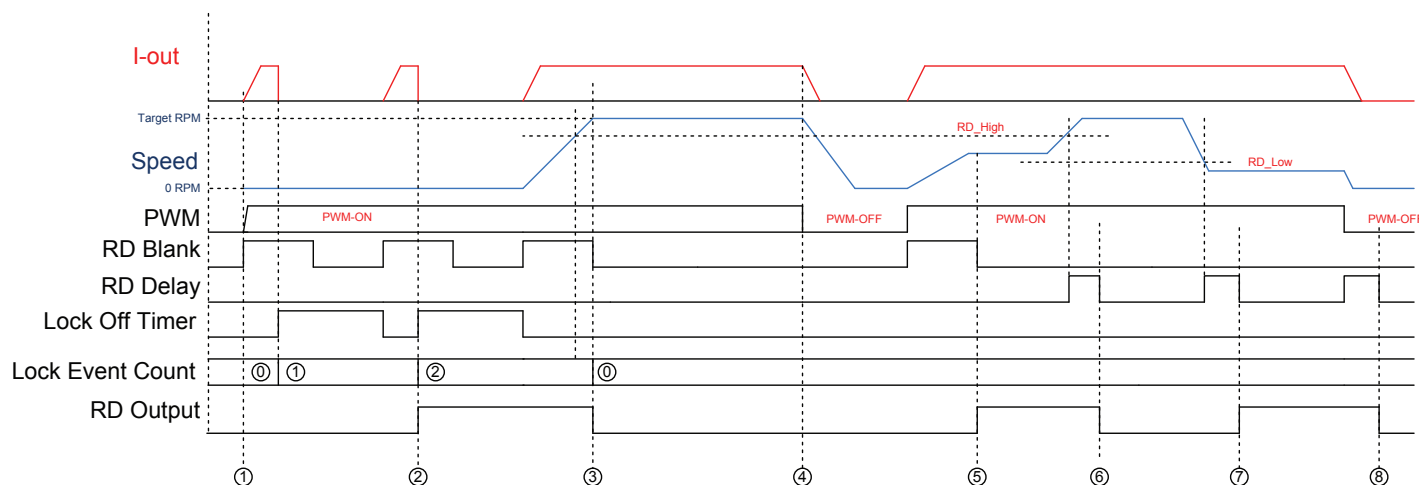 I-out
Target RPM
RD_High
Speed
RD_Low
0 RPM
PWM
PWM-ON
PWM-OFF
PWM-ON
PWM-OFF
RD Blank
RD Delay
Lock Off Timer
Lock Event Count
⓪ ① ② ⓪
RD Output
① ② ③ ④ ⑤ ⑥ ⑦ ⑧